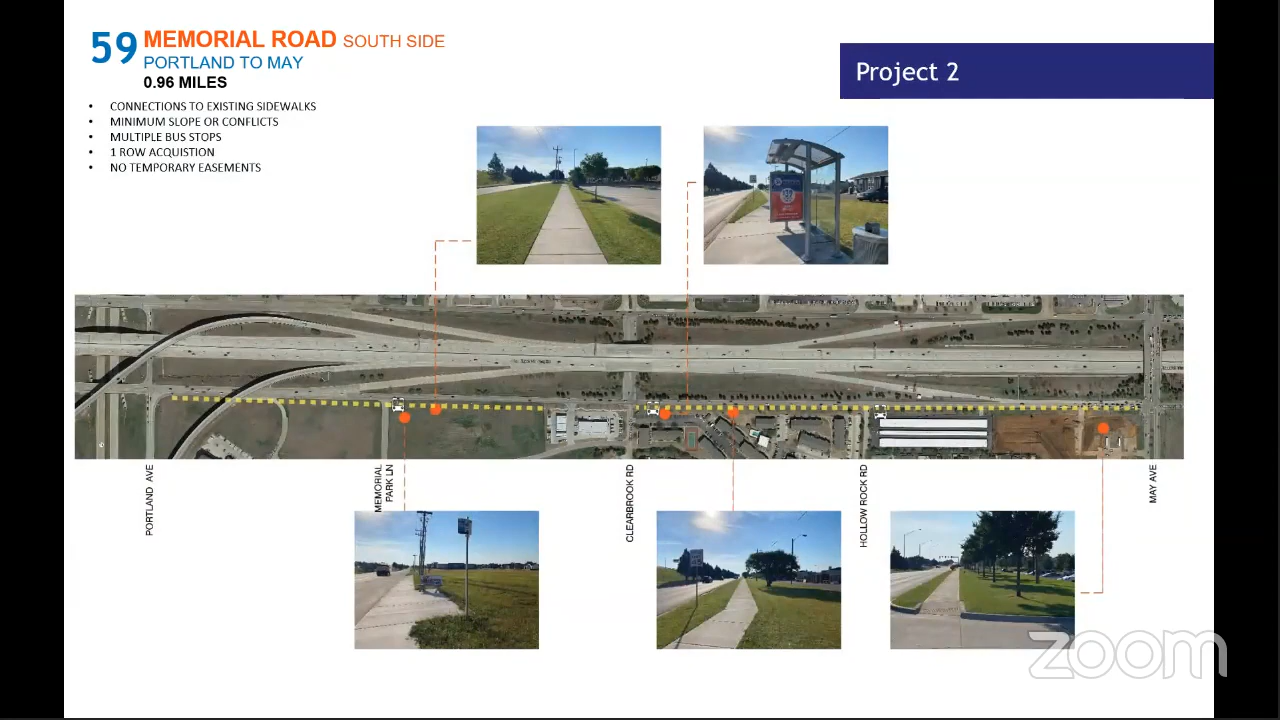 59 MEMORIAL ROAD SOUTH SIDE
PORTLAND TO MAY
0.96 MILES
• CONNECTIONS TO EXISTING SIDEWALKS
• MINIMUM SLOPE OR CONFLICTS
• MULTIPLE BUS STOPS
• 1 ROW ACQUISTION
• NO TEMPORARY EASEMENTS
Project 2
PORTLAND AVE
MEMORIAL
PARK LN
CLEARBROOK RD
HOLLOW ROCK RD
MAY AVE
zoom